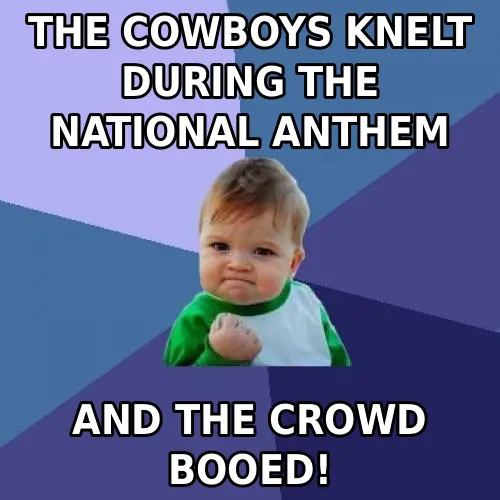 THE COWBOYS KNELT
DURING THE
NATIONAL ANTHEM
AND THE CROWD
BOOED!